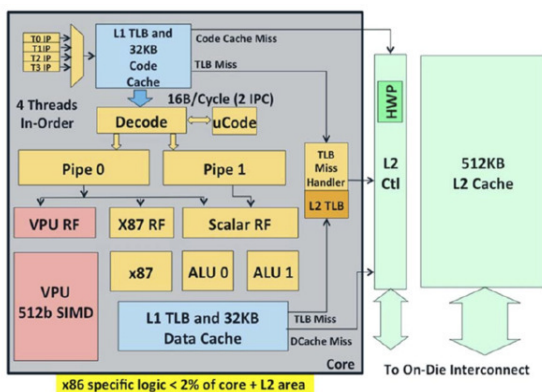 T0 IP
T1 IP
T2 IP
T3 IP
L1 TLB and
32KB
Code
Cache
Code Cache Miss
TLB Miss
4 Threads
In-Order
16B/Cycle (2 IPC)
Decode
uCode
Pipe 0
Pipe 1
TLB
Miss
Handler
L2 TLB
HWP
L2
Ctl
512KB
L2 Cache
VPU RF
X87 RF
Scalar RF
VPU
512b SIMD
x87
ALU 0
ALU 1
L1 TLB and 32KB
Data Cache
TLB Miss
DCache Miss
Core
To On-Die Interconnect
x86 specific logic < 2% of core + L2 area